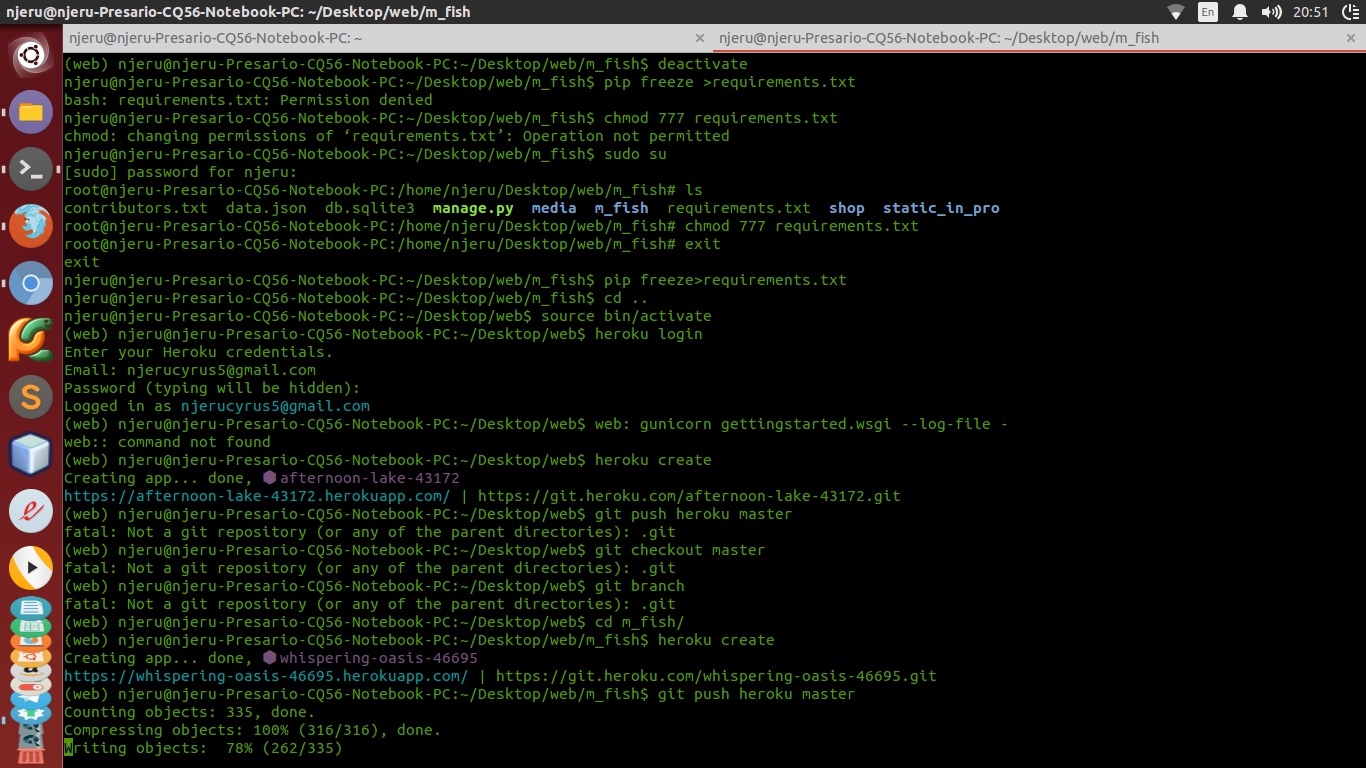 njeru@njeru-Presario-CQ56-Notebook-PC: ~/Desktop/web/m_fish
En
20:51
njeru@njeru-Presario-CQ56-Notebook-PC: ~
njeru@njeru-Presario-CQ56-Notebook-PC: ~/Desktop/web/m_fish
(web) njeru@njeru-Presario-CQ56-Notebook-PC:~/Desktop/web/m_fish$ deactivate
njeru@njeru-Presario-CQ56-Notebook-PC:~/Desktop/web/m_fish$ pip freeze >requirements.txt
bash: requirements.txt: Permission denied
njeru@njeru-Presario-CQ56-Notebook-PC:~/Desktop/web/m_fish$ chmod 777 requirements.txt
chmod: changing permissions of ‘requirements.txt’: Operation not permitted
njeru@njeru-Presario-CQ56-Notebook-PC:~/Desktop/web/m_fish$ sudo su
[sudo] password for njeru:
root@njeru-Presario-CQ56-Notebook-PC:/home/njeru/Desktop/web/m_fish# ls
contributors.txt data.json db.sqlite3 manage.py media m_fish requirements.txt shop static_in_pro
root@njeru-Presario-CQ56-Notebook-PC:/home/njeru/Desktop/web/m_fish# chmod 777 requirements.txt
root@njeru-Presario-CQ56-Notebook-PC:/home/njeru/Desktop/web/m_fish# exit
exit
njeru@njeru-Presario-CQ56-Notebook-PC:~/Desktop/web/m_fish$ pip freeze>requirements.txt
njeru@njeru-Presario-CQ56-Notebook-PC:~/Desktop/web/m_fish$ cd ..
njeru@njeru-Presario-CQ56-Notebook-PC:~/Desktop/web$ source bin/activate
(web) njeru@njeru-Presario-CQ56-Notebook-PC:~/Desktop/web$ heroku login
Enter your Heroku credentials.
Email: njerucyrus5@gmail.com
Password (typing will be hidden):
Logged in as njerucyrus5@gmail.com
(web) njeru@njeru-Presario-CQ56-Notebook-PC:~/Desktop/web$ web: gunicorn gettingstarted.wsgi --log-file -
web:: command not found
(web) njeru@njeru-Presario-CQ56-Notebook-PC:~/Desktop/web$ heroku create
Creating app... done, ⬢ afternoon-lake-43172
https://afternoon-lake-43172.herokuapp.com/ | https://git.heroku.com/afternoon-lake-43172.git
(web) njeru@njeru-Presario-CQ56-Notebook-PC:~/Desktop/web$ git push heroku master
fatal: Not a git repository (or any of the parent directories): .git
(web) njeru@njeru-Presario-CQ56-Notebook-PC:~/Desktop/web$ git checkout master
fatal: Not a git repository (or any of the parent directories): .git
(web) njeru@njeru-Presario-CQ56-Notebook-PC:~/Desktop/web$ git branch
fatal: Not a git repository (or any of the parent directories): .git
(web) njeru@njeru-Presario-CQ56-Notebook-PC:~/Desktop/web$ cd m_fish/
(web) njeru@njeru-Presario-CQ56-Notebook-PC:~/Desktop/web/m_fish$ heroku create
Creating app... done, ⬢ whispering-oasis-46695
https://whispering-oasis-46695.herokuapp.com/ | https://git.heroku.com/whispering-oasis-46695.git
(web) njeru@njeru-Presario-CQ56-Notebook-PC:~/Desktop/web/m_fish$ git push heroku master
Counting objects: 335, done.
Compressing objects: 100% (316/316), done.
Writing objects:  78% (262/335)